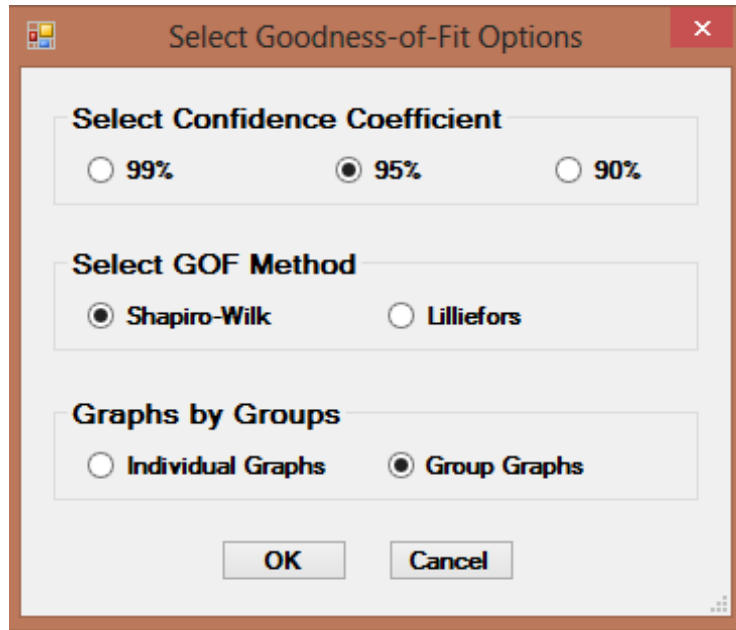 Select Goodness-of-Fit Options
Select Confidence Coefficient
99% 95% 90%
Select GOF Method
Shapiro-Wilk Lilliefors
Graphs by Groups
Individual Graphs Group Graphs
OK Cancel